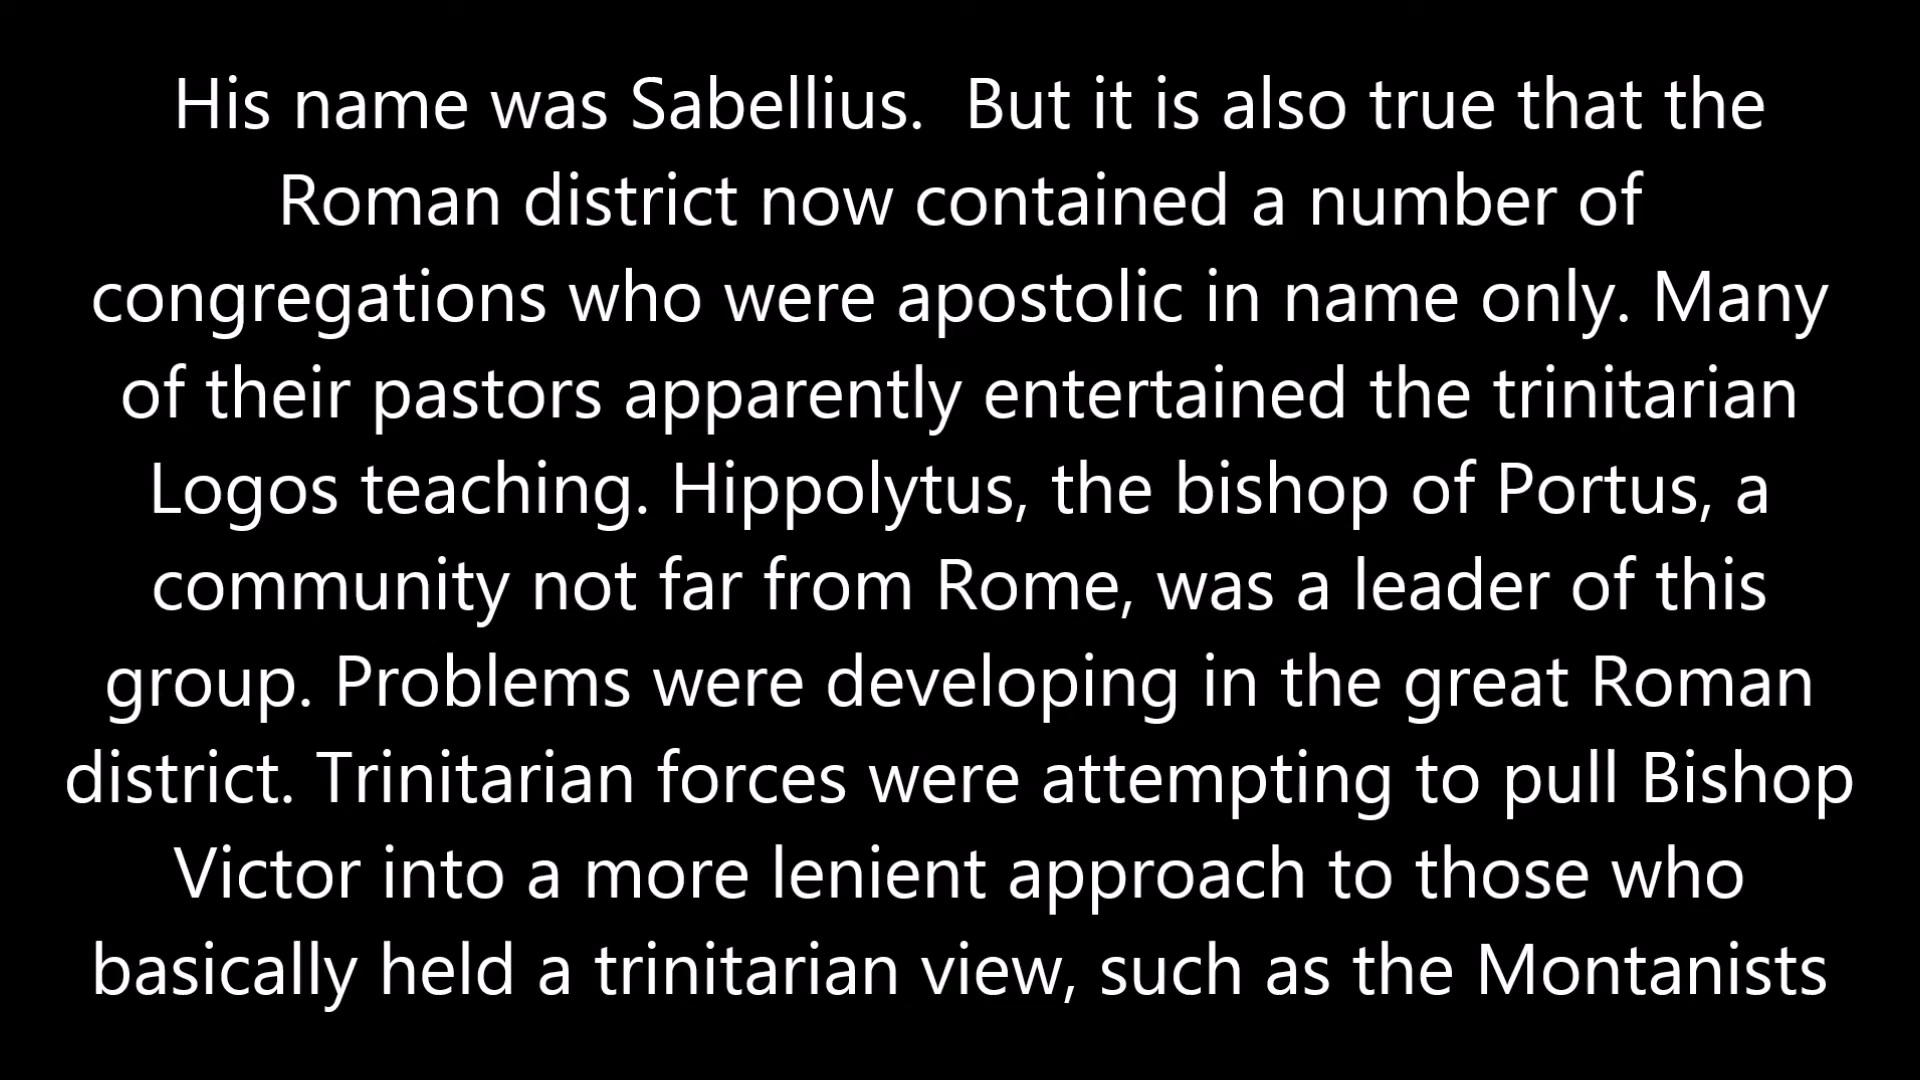 His name was Sabellius.  But it is also true that the
Roman district now contained a number of
congregations who were apostolic in name only. Many
of their pastors apparently entertained the trinitarian
Logos teaching. Hippolytus, the bishop of Portus, a
community not far from Rome, was a leader of this
group. Problems were developing in the great Roman
district. Trinitarian forces were attempting to pull Bishop
Victor into a more lenient approach to those who
basically held a trinitarian view, such as the Montanists